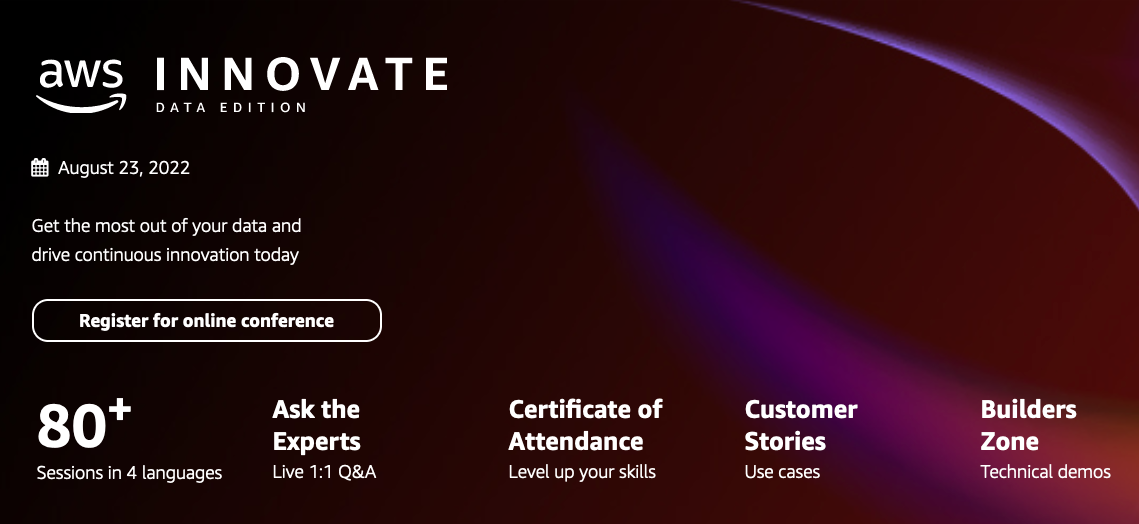 aws INNOVATE
DATA EDITION
August 23, 2022
Get the most out of your data and
drive continuous innovation today
Register for online conference
80+
Sessions in 4 languages
Ask the
Experts
Live 1:1 Q&A
Certificate of
Attendance
Level up your skills
Customer
Stories
Use cases
Builders
Zone
Technical demos